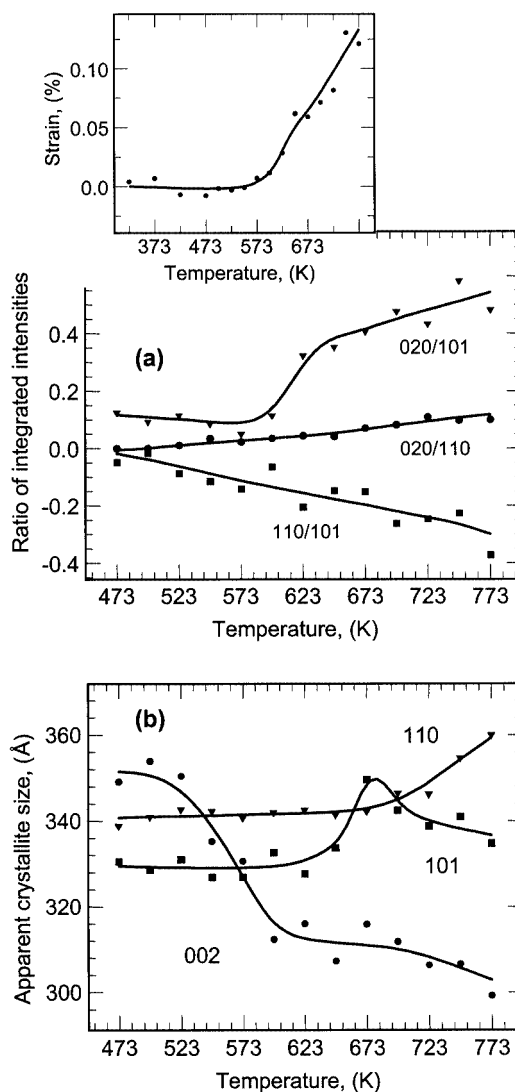 0.10
0.05
0.0
Strain, (%)
373 473 573 673
Temperature, (K)
(a)
0.4
0.2
0.0
-0.2
-0.4
Ratio of integrated intensities
020/101
020/110
110/101
473 523 573 623 673 723 773
Temperature, (K)
(b)
360
340
320
300
Apparent crystallite size, (Å)
110
101
002
473 523 573 623 673 723 773
Temperature, (K)